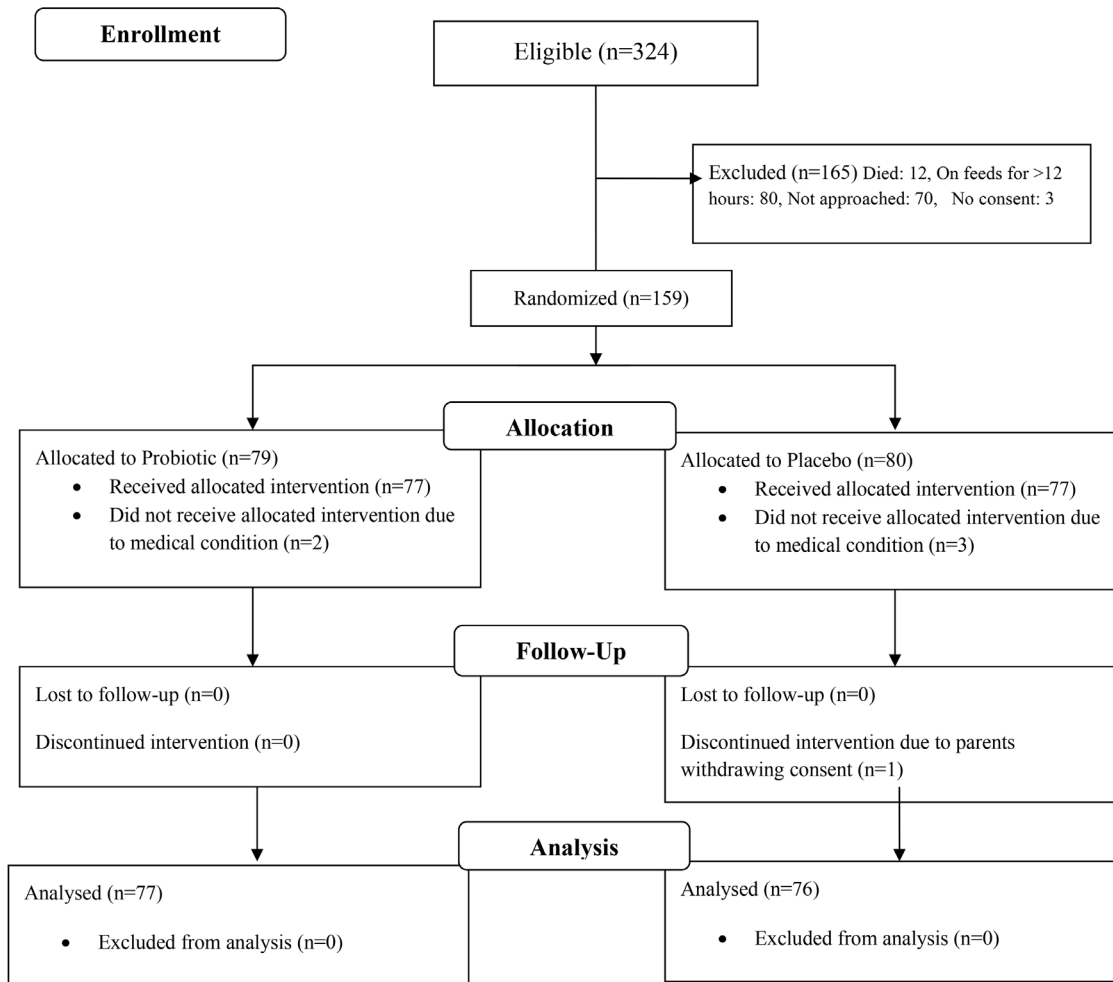 Enrollment
Eligible (n=324)
Excluded (n=165) Died: 12, On feeds for >12
hours: 80, Not approached: 70, No consent: 3
Randomized (n=159)
Allocation
Allocated to Probiotic (n=79)
• Received allocated intervention (n=77)
• Did not receive allocated intervention due
to medical condition (n=2)
Allocated to Placebo (n=80)
• Received allocated intervention (n=77)
• Did not receive allocated intervention due
to medical condition (n=3)
Follow-Up
Lost to follow-up (n=0)
Discontinued intervention (n=0)
Lost to follow-up (n=0)
Discontinued intervention due to parents
withdrawing consent (n=1)
Analysis
Analysed (n=77)
• Excluded from analysis (n=0)
Analysed (n=76)
• Excluded from analysis (n=0)